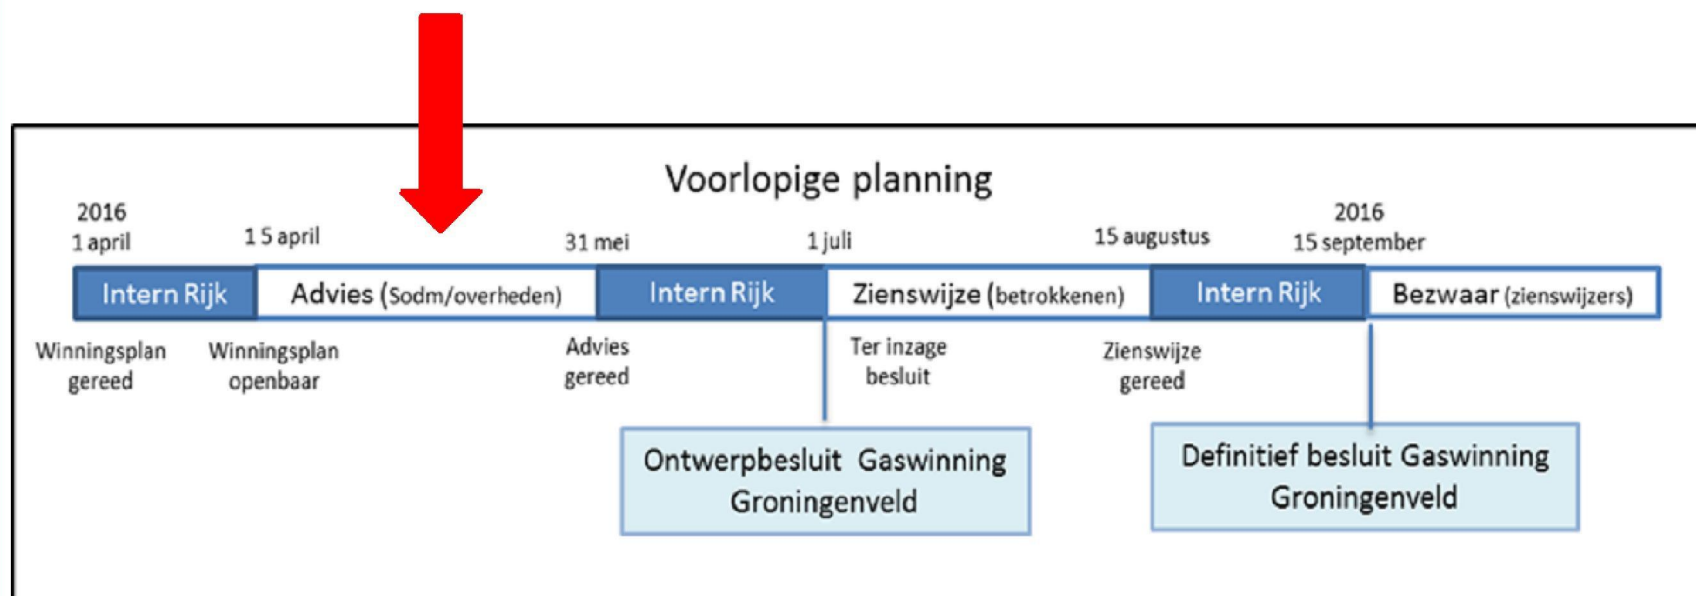 Voorlopige planning
2016
1 april
1 5 april
31 mei
1 juli
15 augustus
2016
15 september
Intern Rijk
Advies (Sodm/overheden)
Intern Rijk
Zienswijze (betrokkenen)
Intern Rijk
Bezwaar (zienswijzers)
Winningsplan
gereed
Winningsplan
openbaar
Advies
gereed
Ter inzage
besluit
Zienswijze
gereed
Ontwerpbesluit Gaswinning
Groningenveld
Definitief besluit Gaswinning
Groningenveld